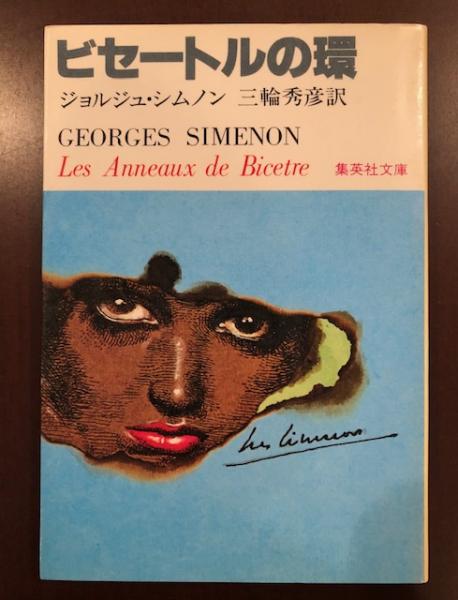 ビセートルの環
ジョルジュ・シムノン 三輪秀彦訳
GEORGES SIMENON
Les Anneaux de Bicetre 集英社文庫